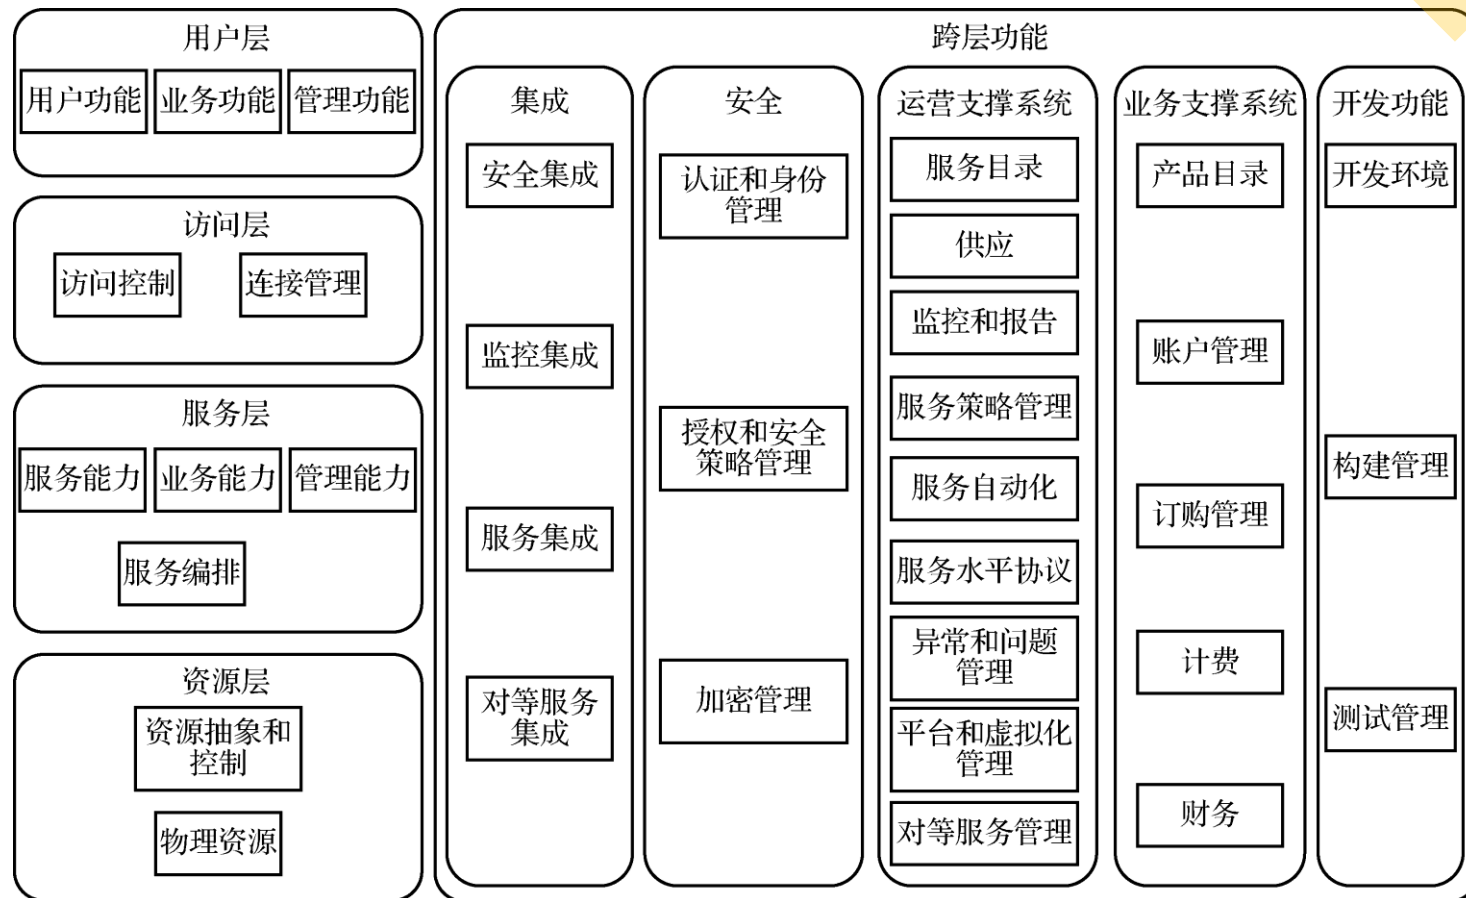 用户层
用户功能
业务功能
管理功能
访问层
访问控制
连接管理
服务层
服务能力
业务能力
管理能力
服务编排
资源层
资源抽象和
控制
物理资源
跨层功能
集成
安全集成
监控集成
服务集成
对等服务
集成
安全
认证和身份
管理
授权和安全
策略管理
加密管理
运营支撑系统
服务目录
供应
监控和报告
服务策略管理
服务自动化
服务水平协议
异常和问题
管理
平台和虚拟化
管理
对等服务管理
业务支撑系统
产品目录
账户管理
订购管理
计费
财务
开发功能
开发环境
构建管理
测试管理